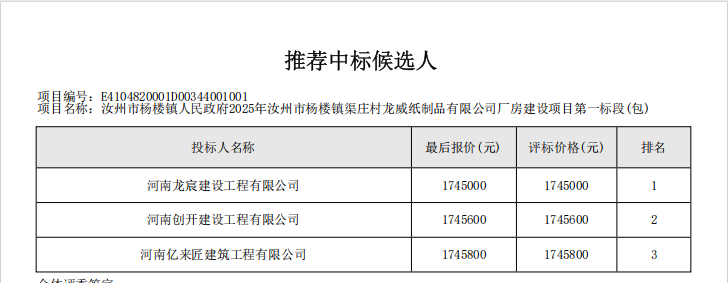 推荐中标候选人
项目编号：E4104820001D00344001001
项目名称：汝州市杨楼镇人民政府2025年汝州市杨楼镇渠庄村龙威纸制品有限公司厂房建设项目第一标段(包)
投标人名称 最后报价(元) 评标价格(元) 排名
河南龙宸建设工程有限公司 1745000 1745000 1
河南创开建设工程有限公司 1745600 1745600 2
河南亿来匠建筑工程有限公司 1745800 1745800 3